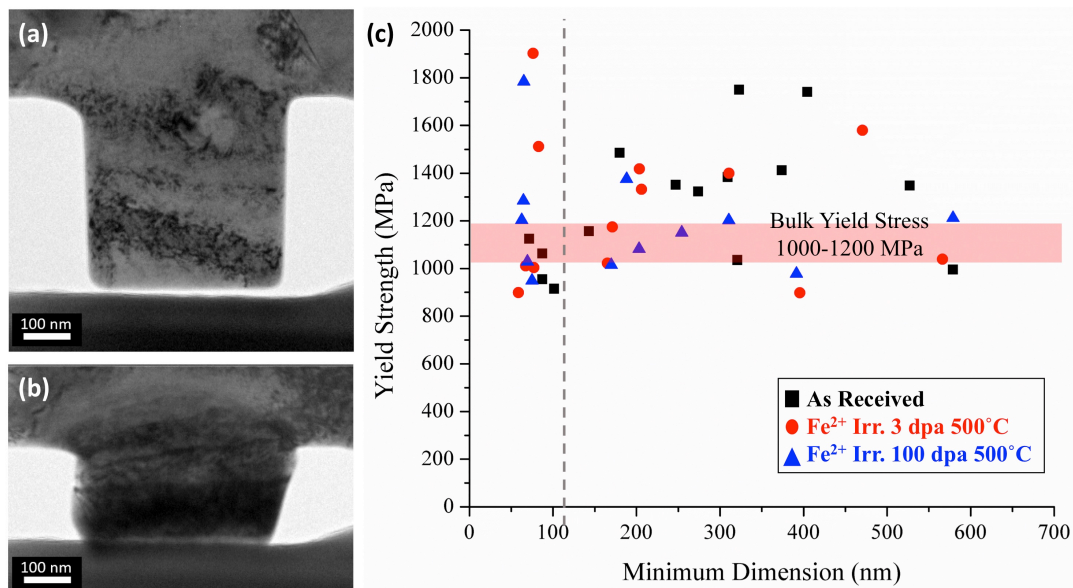 (a)
100 nm
(b)
100 nm
(c)
Yield Strength (MPa)
2000
1800
1600
1400
1200
1000
800
600
400
200
0
Bulk Yield Stress
1000-1200 MPa
As Received
Fe²⁺ Irr. 3 dpa 500˚C
Fe²⁺ Irr. 100 dpa 500˚C
0 100 200 300 400 500 600 700
Minimum Dimension (nm)